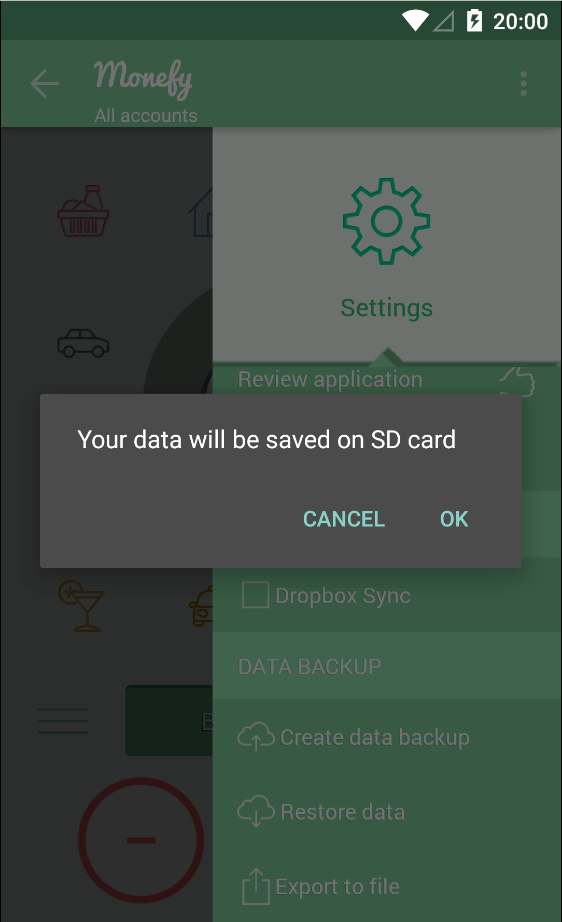 20:00
Monefy
All accounts
Settings
Review application
Your data will be saved on SD card
CANCEL OK
Dropbox Sync
DATA BACKUP
B
Create data backup
Restore data
Export to file